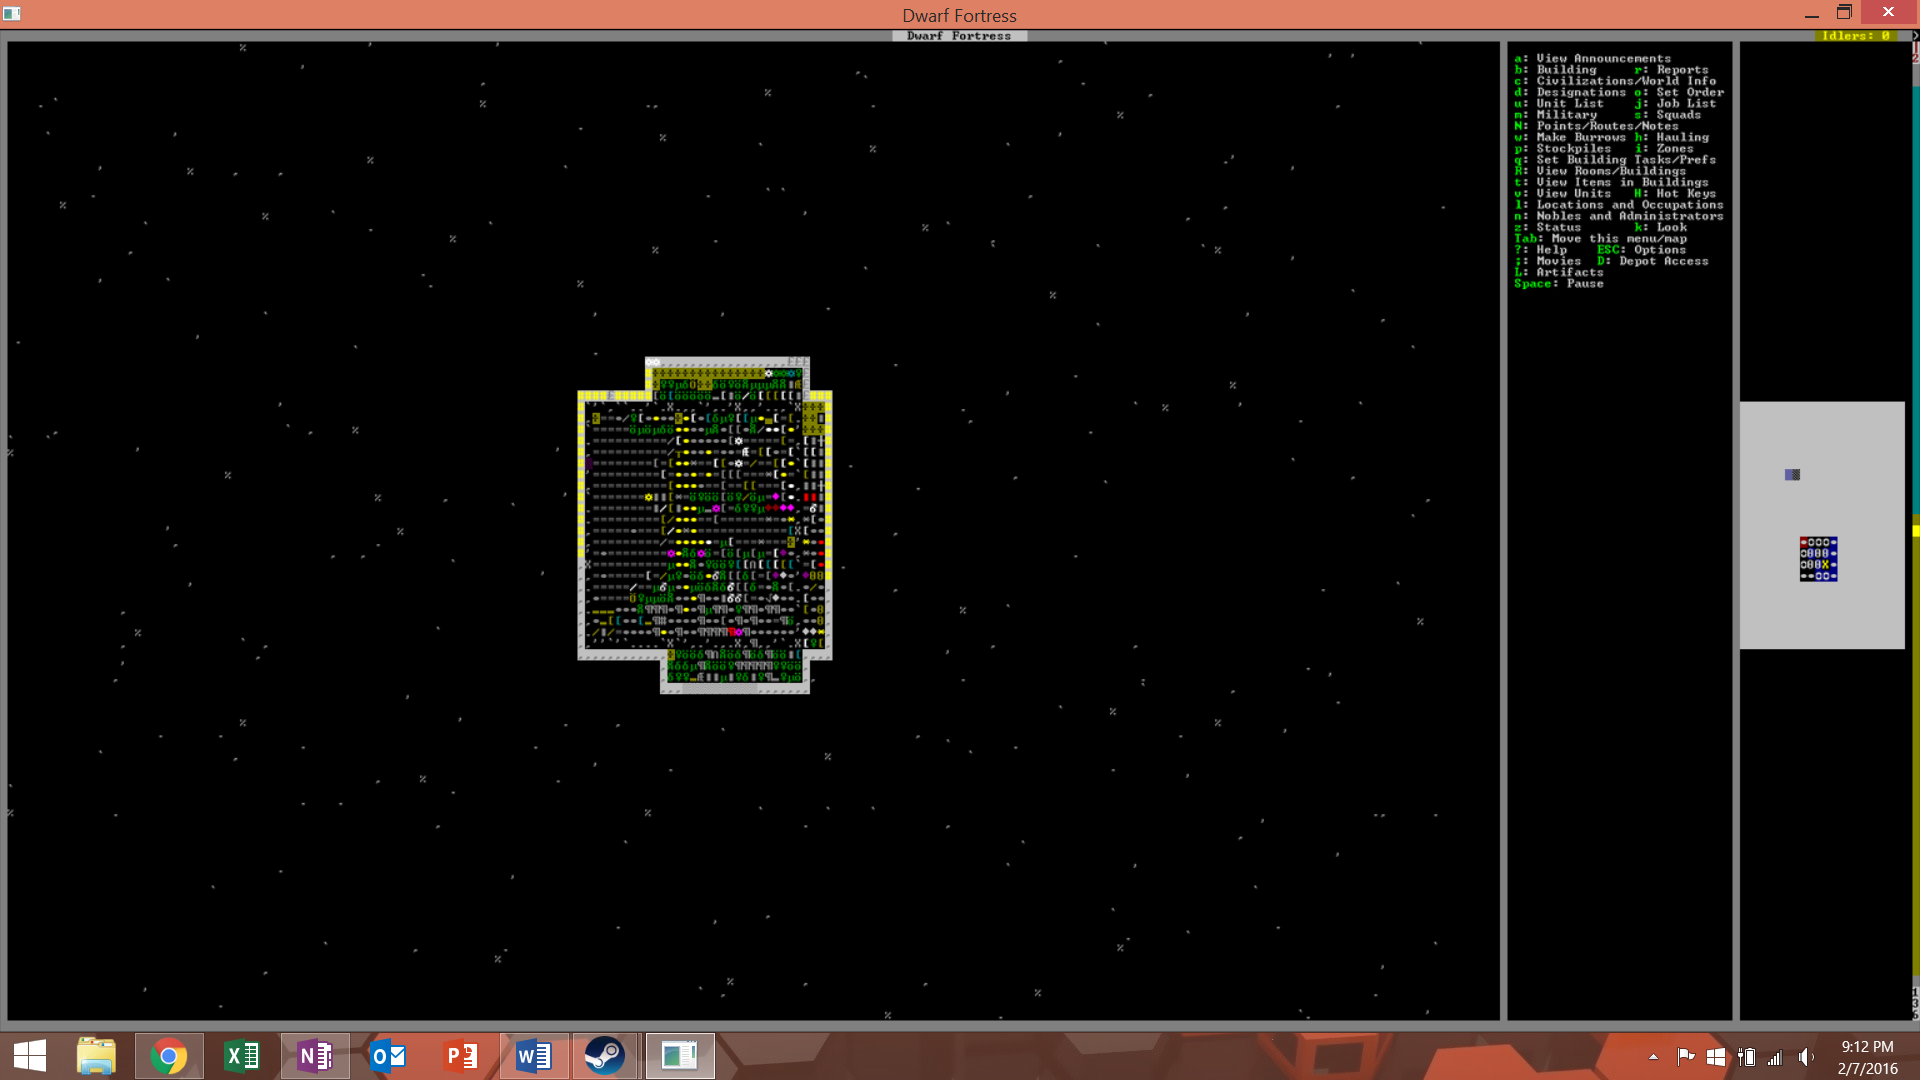 Dwarf Fortress
Dwarf Fortress
Idlers: 0
a: View Announcements
b: Building r: Reports
c: Civilizations/World Info
d: Designations o: Set Order
u: Unit List j: Job List
m: Military s: Squads
N: Points/Routes/Notes
w: Make Burrows h: Hauling
p: Stockpiles i: Zones
q: Set Building Tasks/Prefs
R: View Rooms/Buildings
t: View Items in Buildings
v: View Units H: Hot Keys
l: Locations and Occupations
n: Nobles and Administrators
z: Status k: Look
Tab: Move this menu/map
?: Help ESC: Options
;: Movies D: Depot Access
L: Artifacts
Space: Pause
9:12 PM
2/7/2016